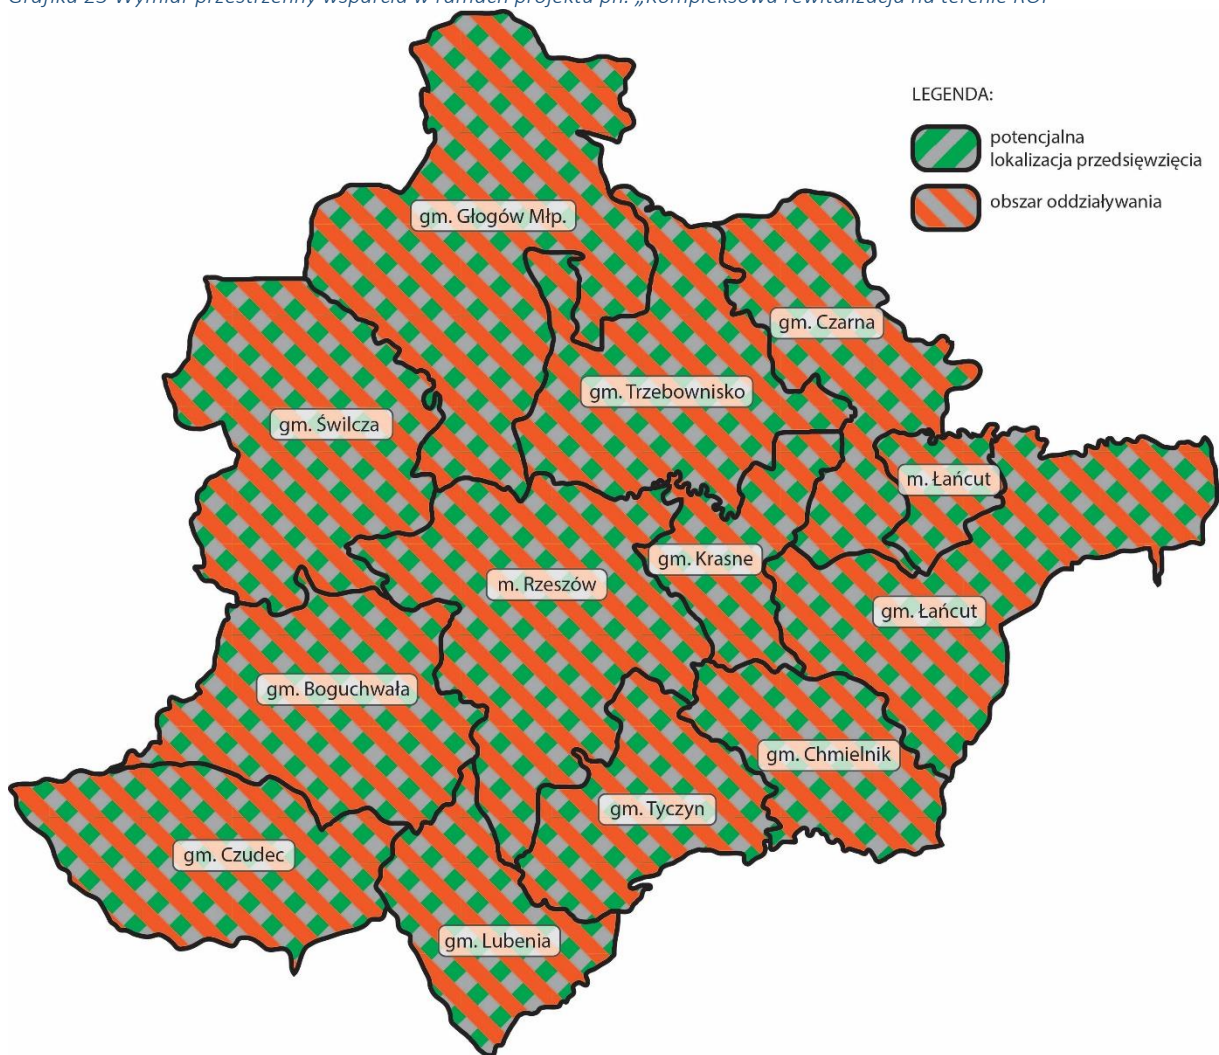 Grafika 23 Wymiar przestrzenny wsparcia w ramach projektu pn. „Kompleksowa rewitalizacja na terenie ROF”
LEGENDA:
potencjalna
lokalizacja przedsięwzięcia
obszar oddziaływania
gm. Głogów Młp.
gm. Czarna
gm. Trzebownisko
gm. Świlcza
m. Łańcut
gm. Krasne
m. Rzeszów
gm. Łańcut
gm. Boguchwała
gm. Chmielnik
gm. Tyczyn
gm. Czudec
gm. Lubenia